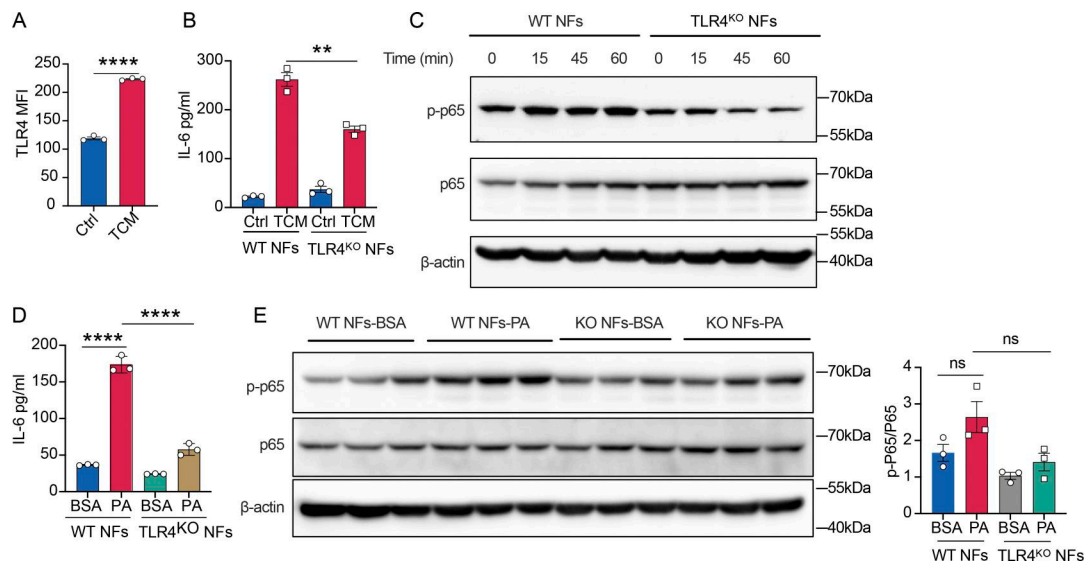 A
TLR4 MFI
250
200
150
100
50
0
****
Ctrl
TCM
B
IL-6 pg/ml
300
200
100
0
**
Ctrl TCM Ctrl TCM
WT NFs TLR4KO NFs
C
WT NFs TLR4KO NFs
Time (min) 0 15 45 60 0 15 45 60
p-p65
70kDa
55kDa
p65
70kDa
55kDa
β-actin
55kDa
40kDa
D
IL-6 pg/ml
200
150
100
50
0
****
****
BSA PA BSA PA
WT NFs TLR4KO NFs
E
WT NFs-BSA WT NFs-PA KO NFs-BSA KO NFs-PA
p-p65
70kDa
p65
70kDa
β-actin
55kDa
40kDa
p-P65/P65
4
3
2
1
0
ns
ns
BSA PA BSA PA
WT NFs TLR4KO NFs